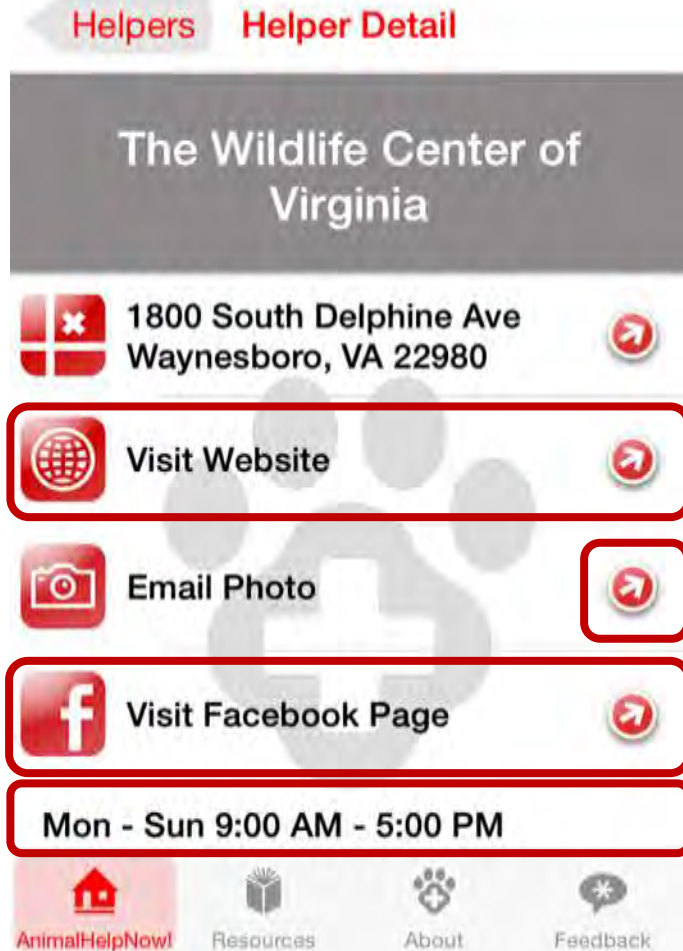 Helpers Helper Detail
The Wildlife Center of
Virginia
1800 South Delphine Ave
Waynesboro, VA 22980
Visit Website
Email Photo
Visit Facebook Page
Mon - Sun 9:00 AM - 5:00 PM
AnimalHelpNow! Resources About Feedback